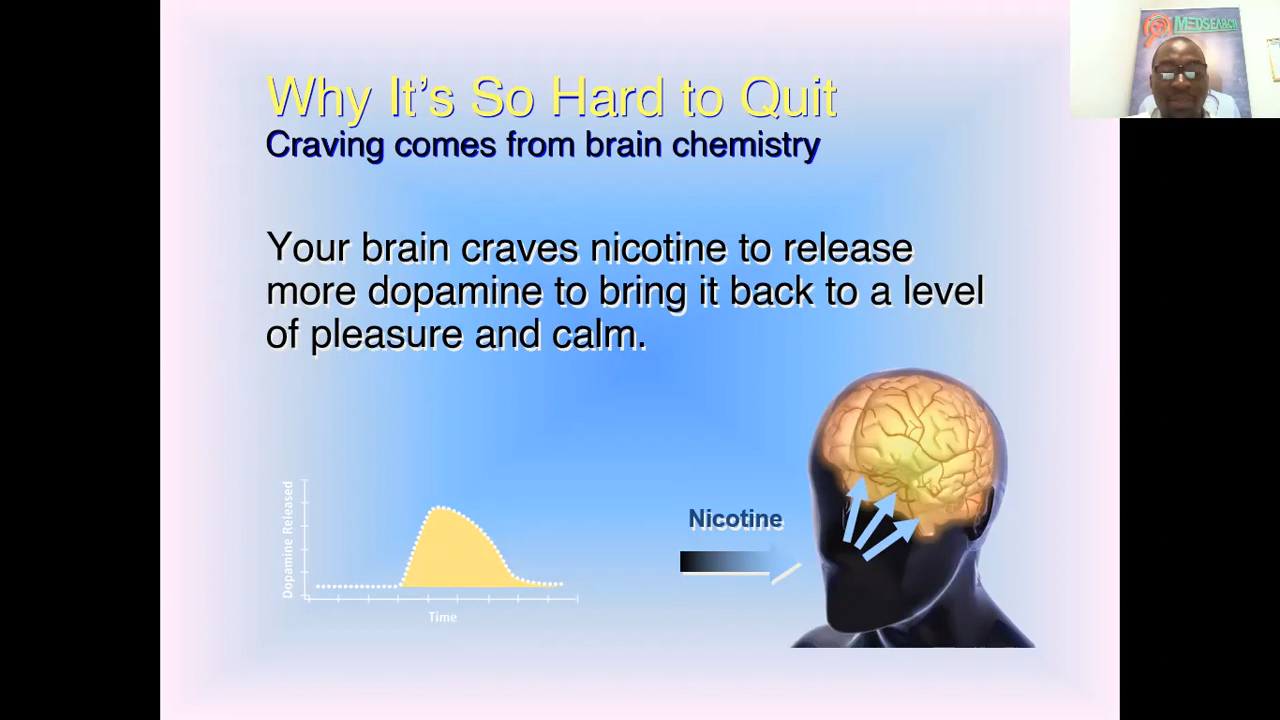 Why It's So Hard to Quit
Craving comes from brain chemistry
Your brain craves nicotine to release
more dopamine to bring it back to a level
of pleasure and calm.
Dopamine Released
Time
Nicotine
MEDSEARCH